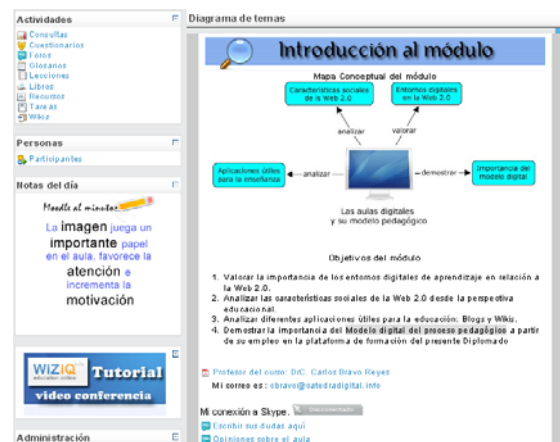 Actividades
Consultas
Cuestionarios
Foros
Glosarios
Lecciones
Libros
Recursos
Tareas
Wikis
Personas
Participantes
Notas del día
Moodle al minuto
La imagen juega un
importante papel
en el aula, favorece la
atención e
incrementa la
motivación
WIZIQ Tutorial
video conferencia
Administración
Diagrama de temas
Introducción al módulo
Mapa Conceptual del módulo
Características sociales
de la Web 2.0
Entornos digitales
en la Web 2.0
analizar
valorar
Aplicaciones útiles
para la enseñanza
analizar
demostrar
Importancia del
modelo digital
Las aulas digitales
y su modelo pedagógico
Objetivos del módulo
1. Valorar la importancia de los entornos digitales de aprendizaje en relación a
la Web 2.0.
2. Analizar las características sociales de la Web 2.0 desde la perspectiva
educacional.
3. Analizar diferentes aplicaciones útiles para la educación: Blogs y Wikis.
4. Demostrar la importancia del Modelo digital del proceso pedagógico a partir
de su empleo en la plataforma de formación del presente Diplomado
Profesor del curso: DrC. Carlos Bravo Reyes
Mi correo es: cbravo@catedradigital.info
Mi conexión a Skype. Desconectado
Escribir sus dudas aquí
Opiniones sobre el aula